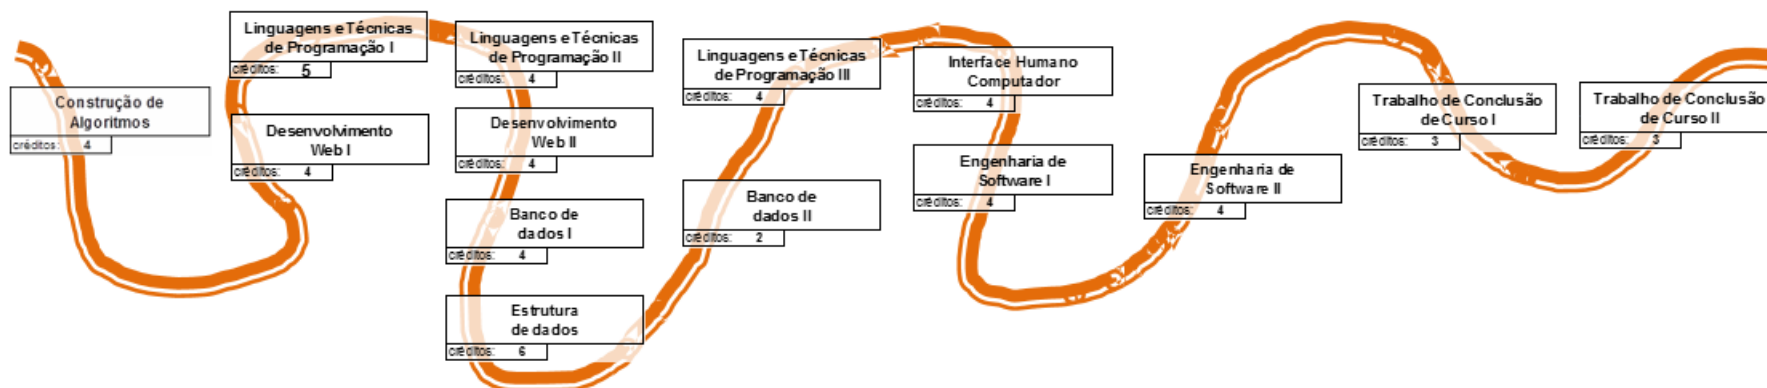 Construção de
Algoritmos
créditos: 4
Linguagens e Técnicas
de Programação I
créditos: 5
Desenvolvimento
Web I
créditos: 4
Linguagens e Técnicas
de Programação II
créditos: 4
Desenvolvimento
Web II
créditos: 4
Banco de
dados I
créditos: 4
Estrutura
de dados
créditos: 6
Linguagens e Técnicas
de Programação III
créditos: 4
Banco de
dados II
créditos: 2
Interface Humano
Computador
créditos: 4
Engenharia de
Software I
créditos: 4
Engenharia de
Software II
créditos: 4
Trabalho de Conclusão
de Curso I
créditos: 3
Trabalho de Conclusão
de Curso II
créditos: 3